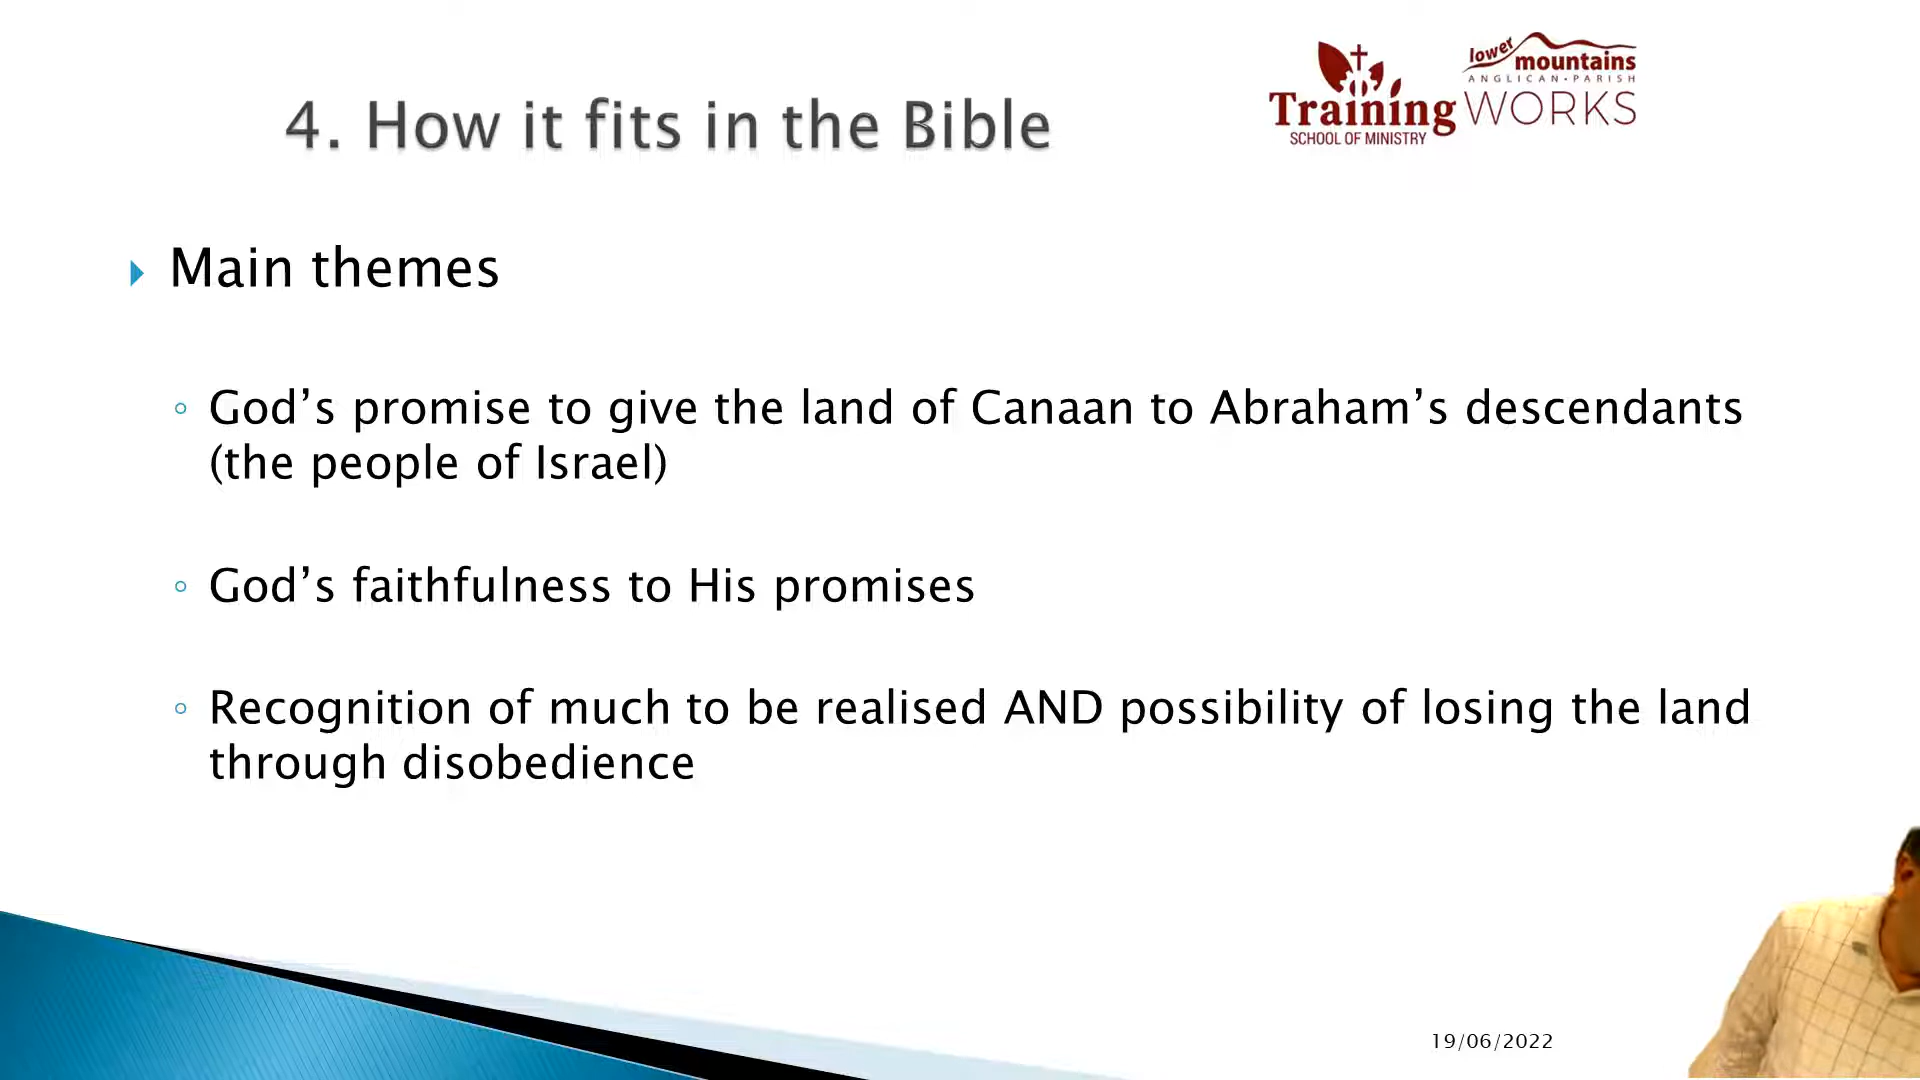 lower
mountains
ANGLICAN•PARISH
Training WORKS
SCHOOL OF MINISTRY
4. How it fits in the Bible
Main themes
God’s promise to give the land of Canaan to Abraham’s descendants
(the people of Israel)
God’s faithfulness to His promises
Recognition of much to be realised AND possibility of losing the land
through disobedience
19/06/2022